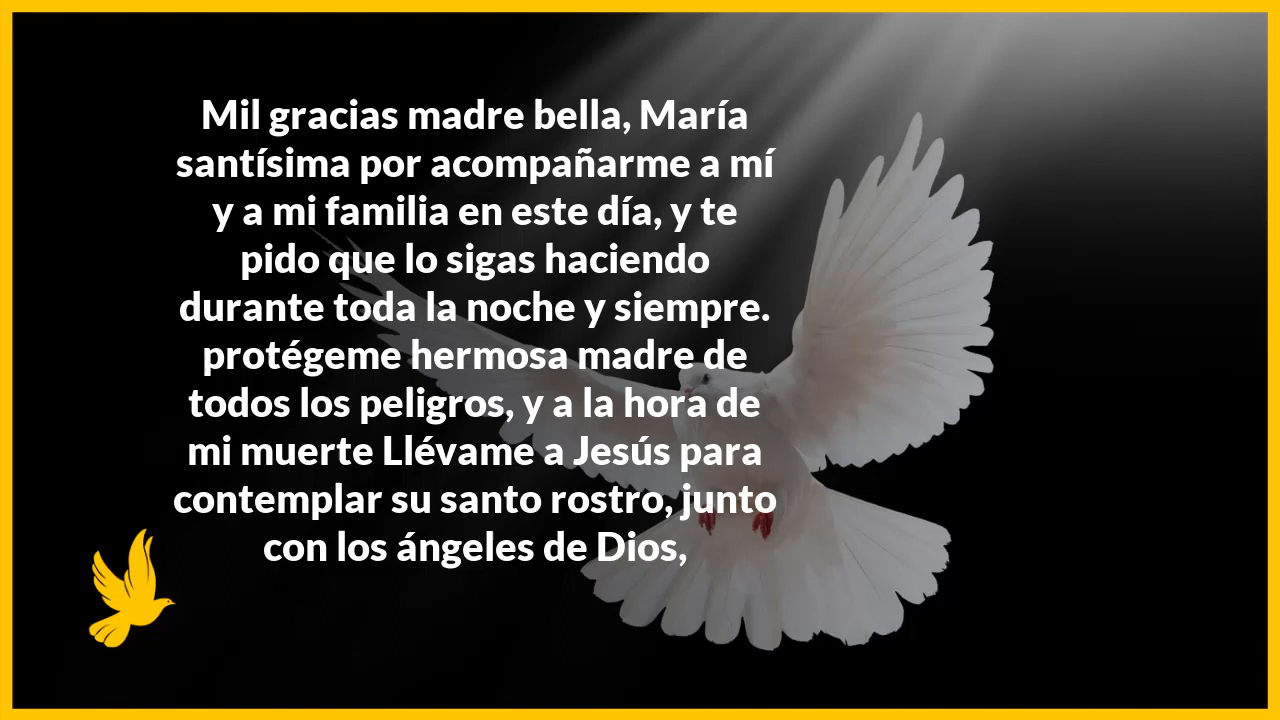 Mil gracias madre bella, María
santísima por acompañarme a mí
y a mi familia en este día, y te
pido que lo sigas haciendo
durante toda la noche y siempre.
protégeme hermosa madre de
todos los peligros, y a la hora de
mi muerte Llévame a Jesús para
contemplar su santo rostro, junto
con los ángeles de Dios,